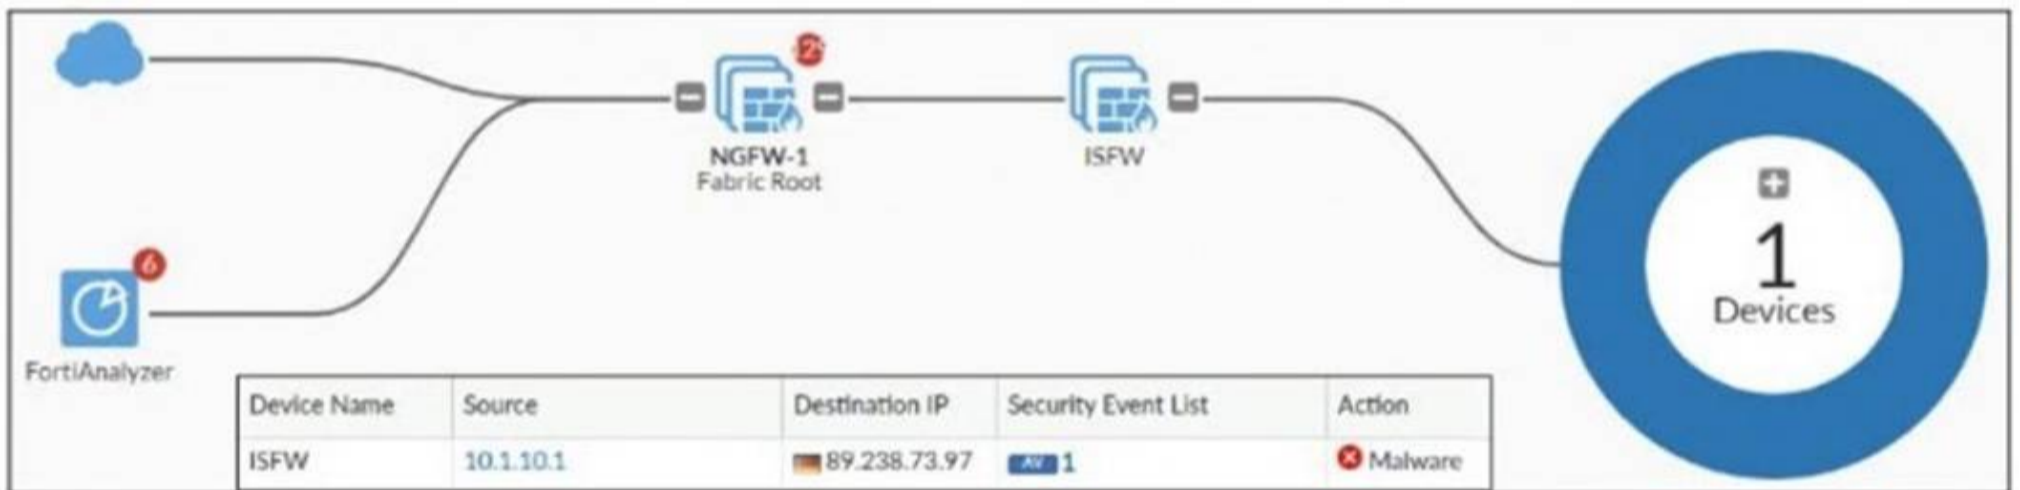 NGFW-1
Fabric Root
ISFW
6
FortiAnalyzer
1
Devices
Device Name Source Destination IP Security Event List Action
ISFW 10.1.10.1 89.238.73.97 AV 1 Malware